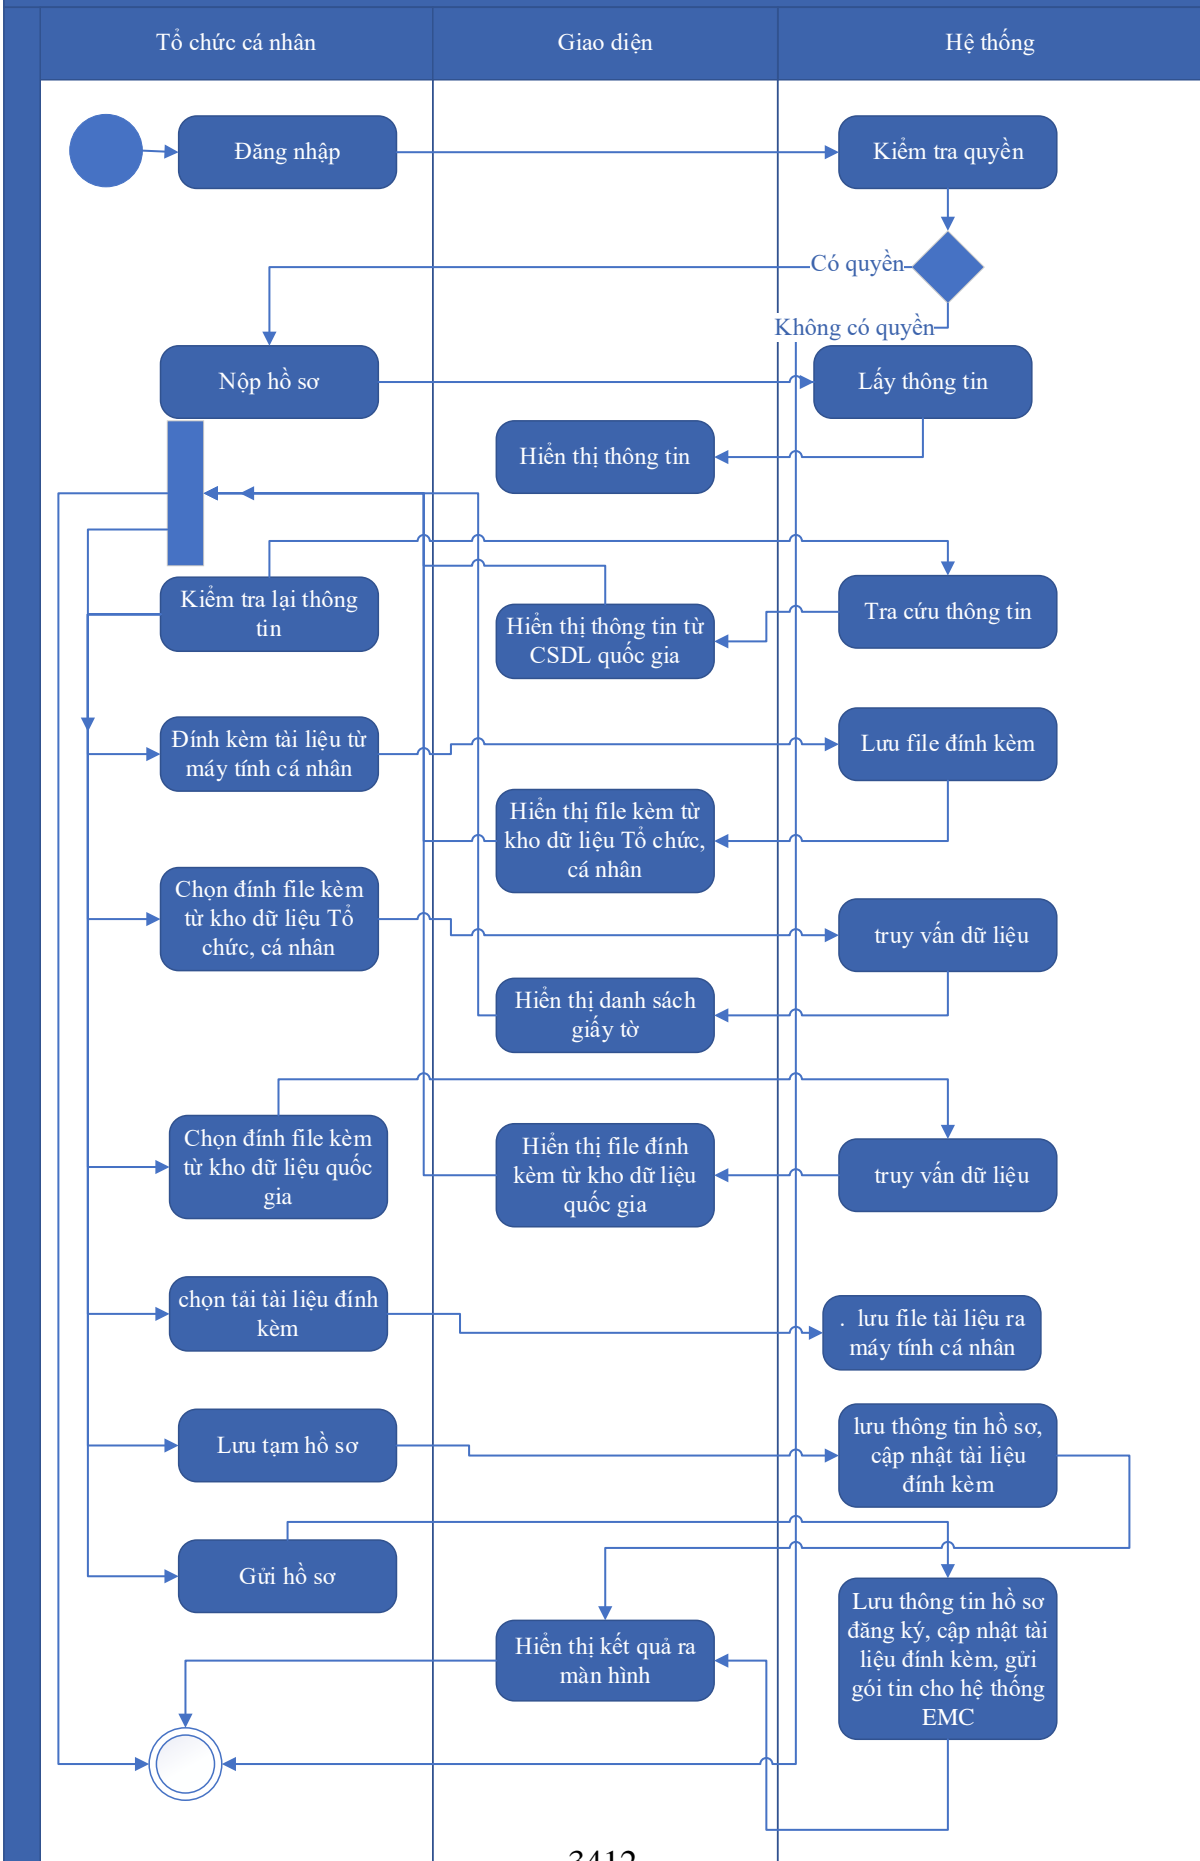 Tổ chức cá nhân
Giao diện
Hệ thống
Đăng nhập
Kiểm tra quyền
Có quyền
Không có quyền
Nộp hồ sơ
Lấy thông tin
Hiển thị thông tin
Kiểm tra lại thông
tin
Hiển thị thông tin từ
CSDL quốc gia
Tra cứu thông tin
Đính kèm tài liệu từ
máy tính cá nhân
Lưu file đính kèm
Hiển thị file kèm từ
kho dữ liệu Tổ chức,
cá nhân
Chọn đính file kèm
từ kho dữ liệu Tổ
chức, cá nhân
truy vấn dữ liệu
Hiển thị danh sách
giấy tờ
Chọn đính file kèm
từ kho dữ liệu quốc
gia
Hiển thị file đính
kèm từ kho dữ liệu
quốc gia
truy vấn dữ liệu
chọn tải tài liệu đính
kèm
. lưu file tài liệu ra
máy tính cá nhân
Lưu tạm hồ sơ
lưu thông tin hồ sơ,
cập nhật tài liệu
đính kèm
Gửi hồ sơ
Hiển thị kết quả ra
màn hình
Lưu thông tin hồ sơ
đăng ký, cập nhật tài
liệu đính kèm, gửi
gói tin cho hệ thống
EMC
3412